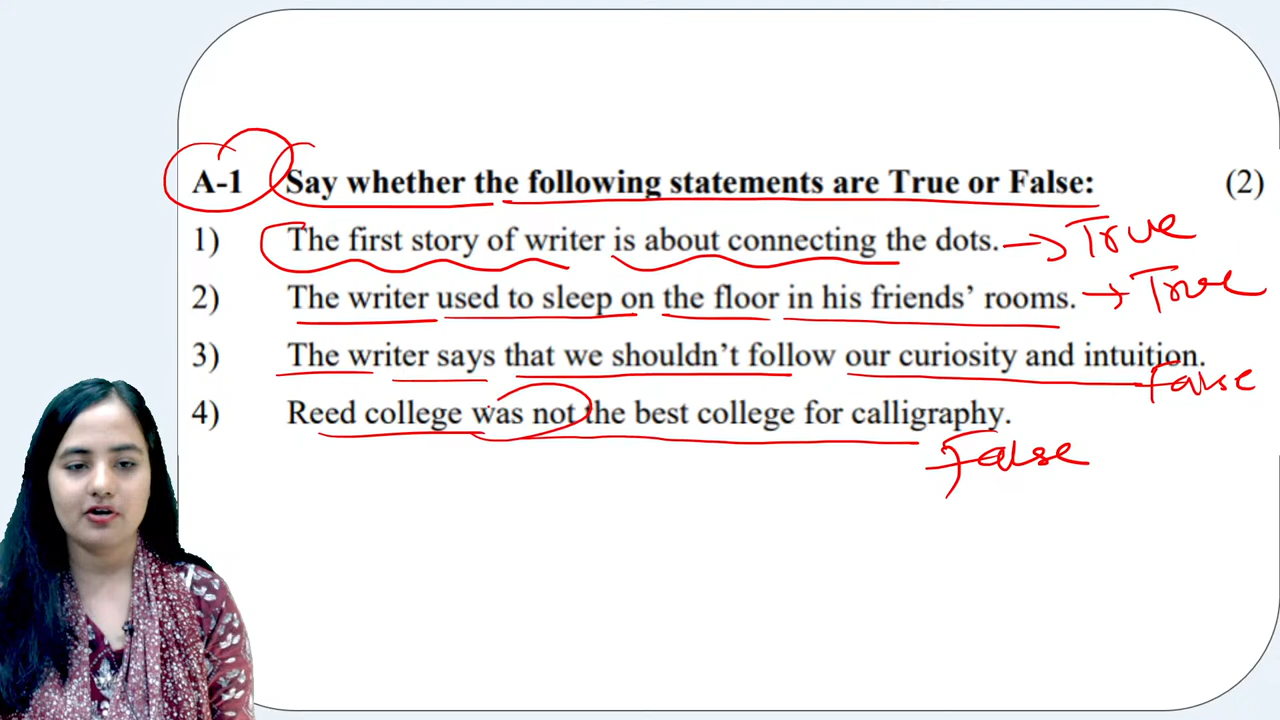 A-1 Say whether the following statements are True or False: (2)
1) The first story of writer is about connecting the dots. → True
2) The writer used to sleep on the floor in his friends’ rooms. → True
3) The writer says that we shouldn’t follow our curiosity and intuition. False
4) Reed college was not the best college for calligraphy.
False